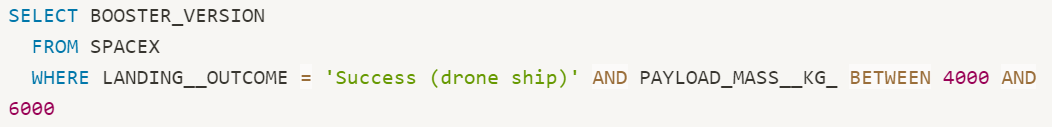 SELECT BOOSTER_VERSION
  FROM SPACEX
  WHERE LANDING__OUTCOME = 'Success (drone ship)' AND PAYLOAD_MASS__KG_ BETWEEN 4000 AND
6000